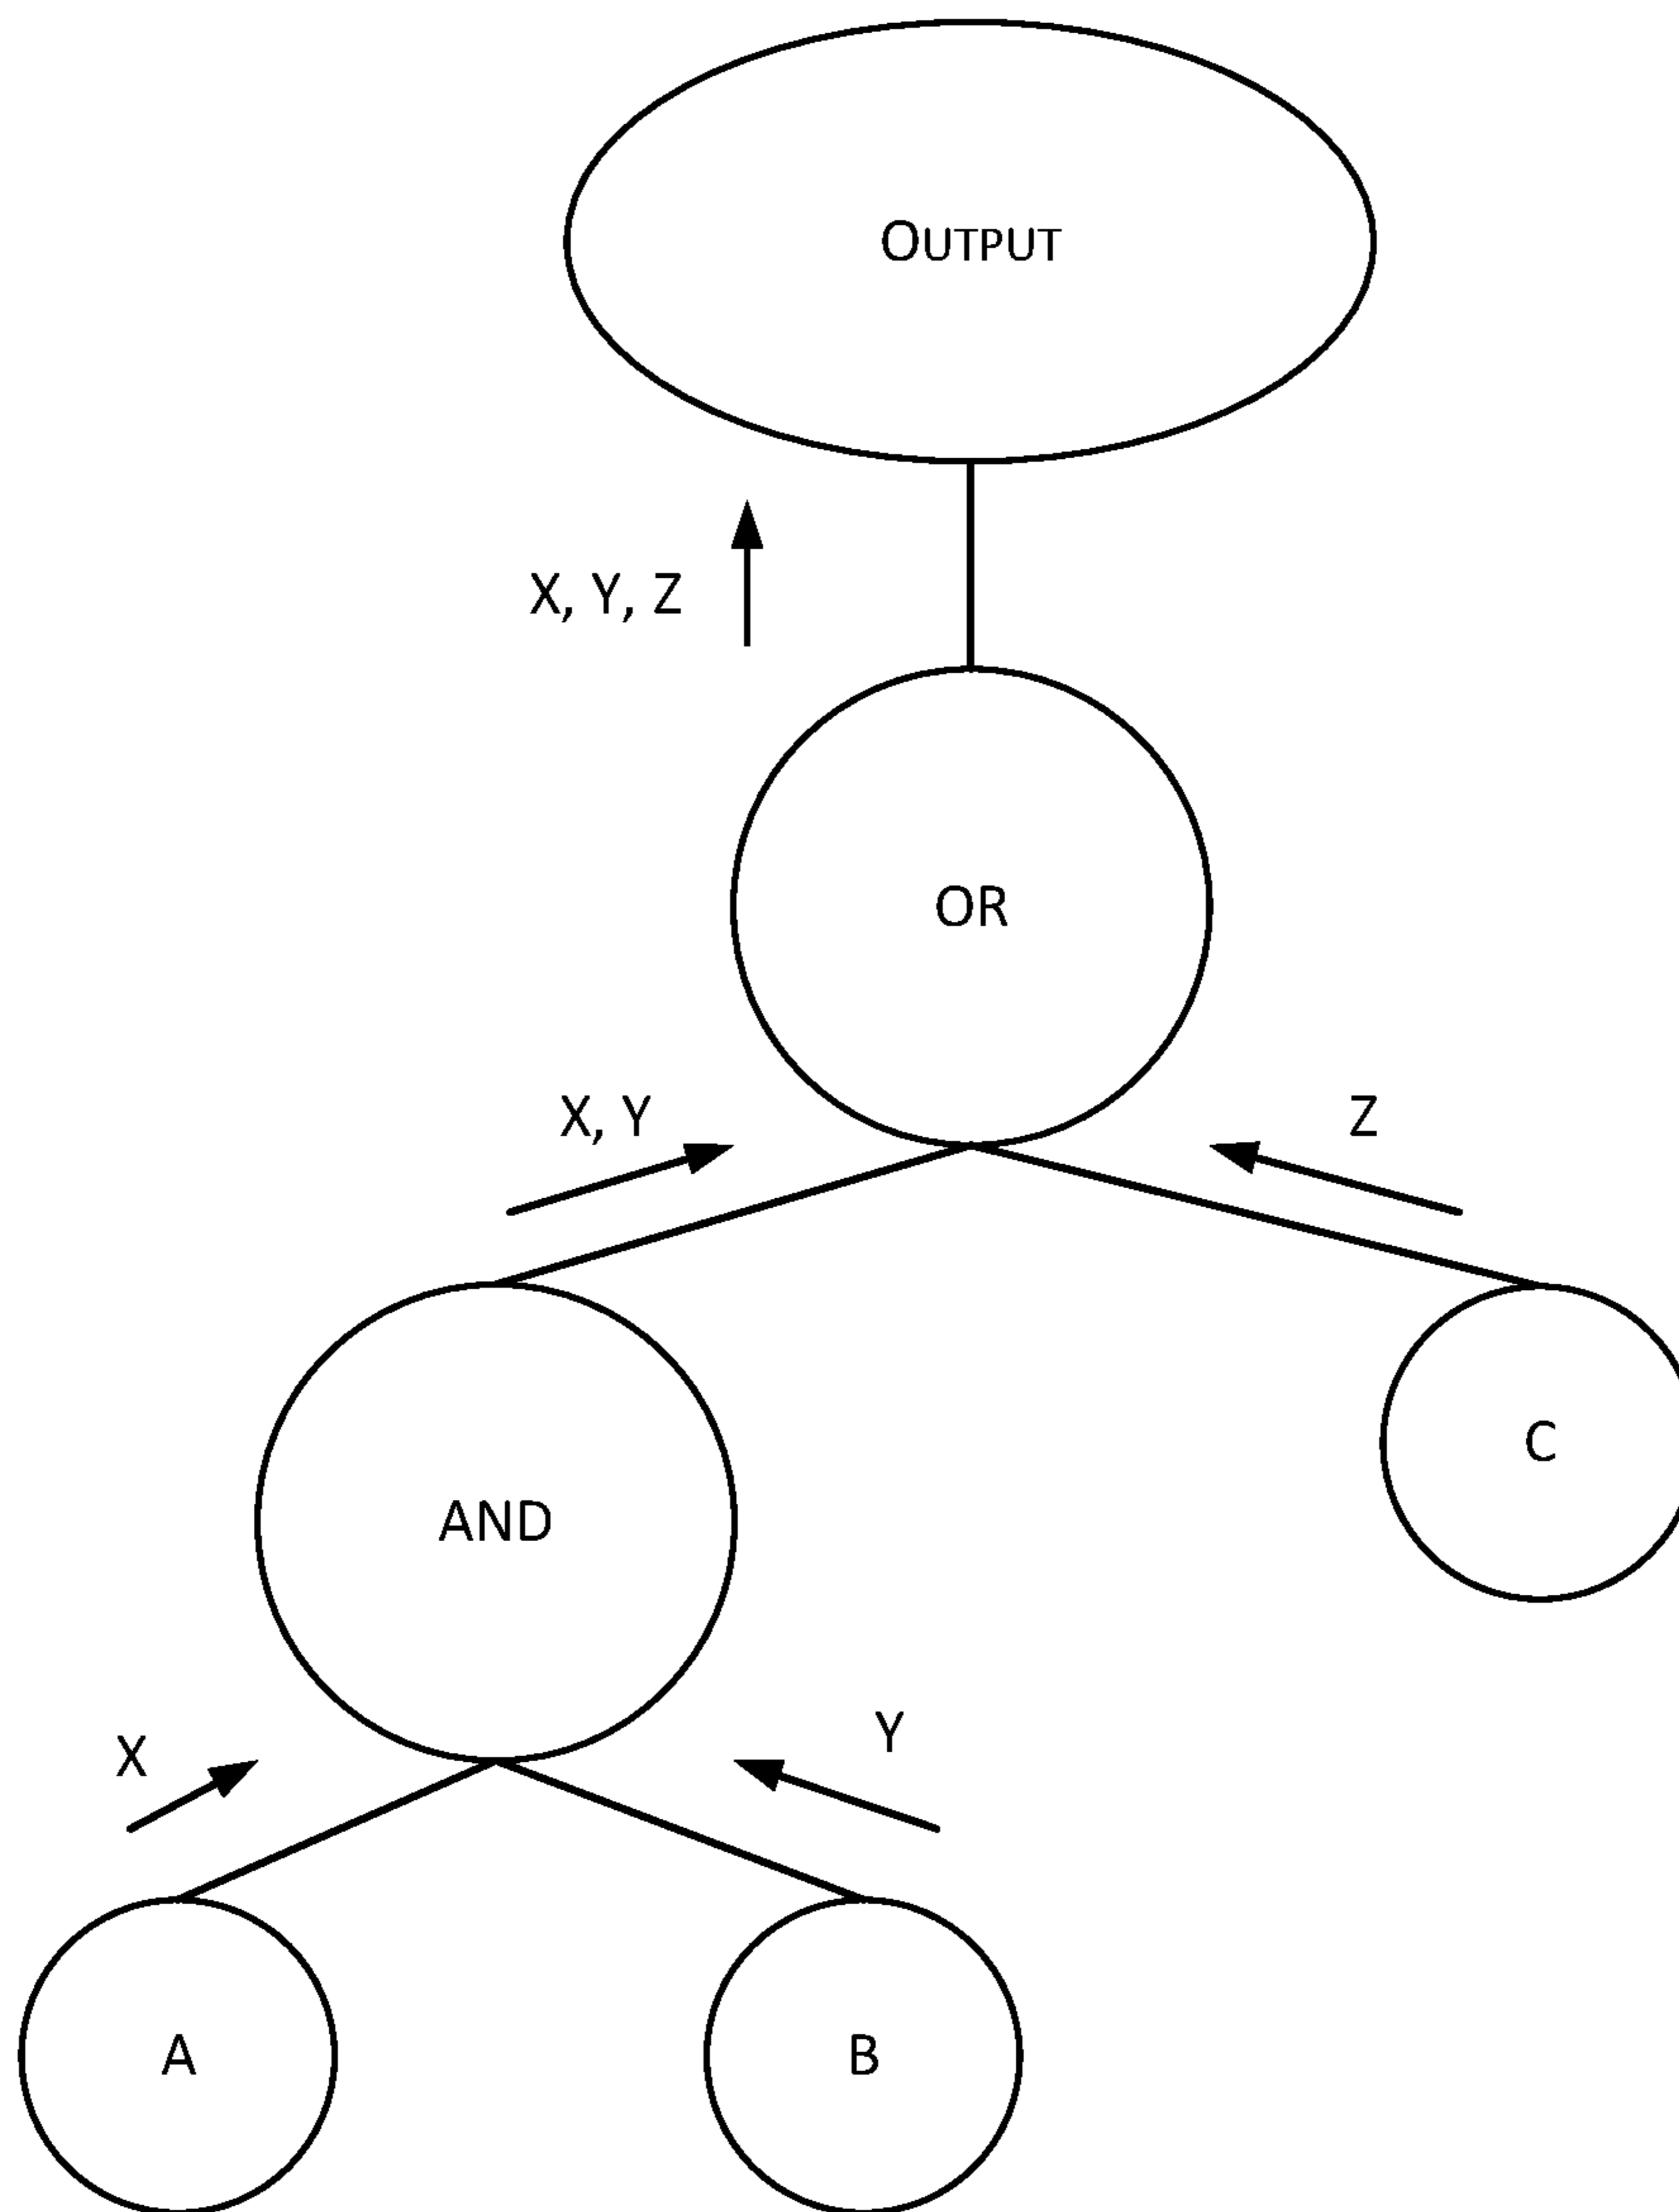 OUTPUT
X, Y, Z
OR
X, Y
Z
C
AND
X
Y
A
B